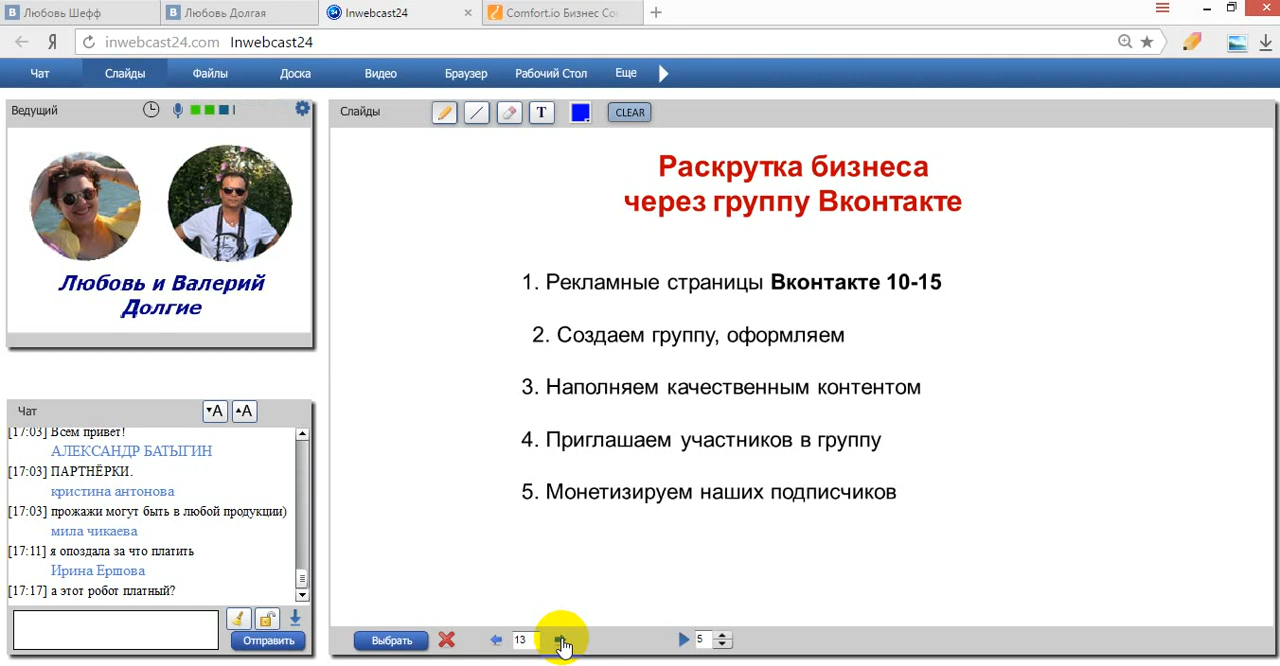 Любовь Шефф
Любовь Долгая
Inwebcast24
Comfort.io Бизнес Со
inwebcast24.com Inwebcast24
Чат
Слайды
Файлы
Доска
Видео
Браузер
Рабочий Стол
Еще
Ведущий
Любовь и Валерий
Долгие
Чат
▾A
▴A
[17:03] Всем привет!
АЛЕКСАНДР БАТЫГИН
[17:03] ПАРТНЁРКИ.
кристина антонова
[17:03] прожажи могут быть в любой продукции)
мила чикаева
[17:11] я опоздала за что платить
Ирина Ершова
[17:17] а этот робот платный?
Отправить
Слайды
T
CLEAR
Раскрутка бизнеса
через группу Вконтакте
1. Рекламные страницы Вконтакте 10-15
2. Создаем группу, оформляем
3. Наполняем качественным контентом
4. Приглашаем участников в группу
5. Монетизируем наших подписчиков
Выбрать
13
5